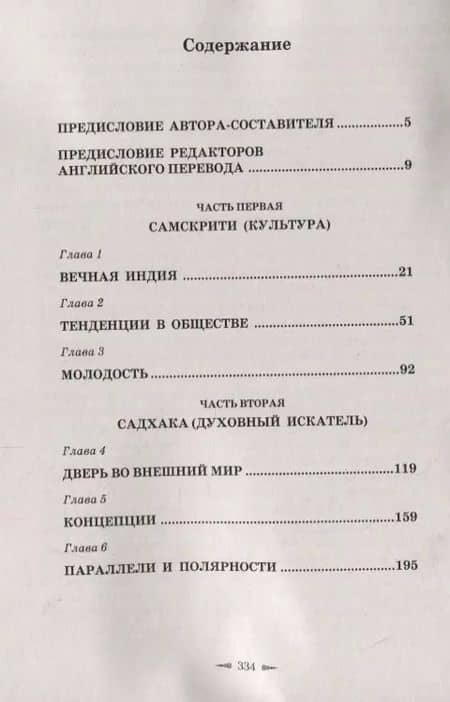 Содержание
ПРЕДИСЛОВИЕ АВТОРА-СОСТАВИТЕЛЯ ................ 5
ПРЕДИСЛОВИЕ РЕДАКТОРОВ
АНГЛИЙСКОГО ПЕРЕВОДА ................ 9
ЧАСТЬ ПЕРВАЯ
САМСКРИТИ (КУЛЬТУРА)
Глава 1
ВЕЧНАЯ ИНДИЯ ................ 21
Глава 2
ТЕНДЕНЦИИ В ОБЩЕСТВЕ ................ 51
Глава 3
МОЛОДОСТЬ ................ 92
ЧАСТЬ ВТОРАЯ
САДХАКА (ДУХОВНЫЙ ИСКАТЕЛЬ)
Глава 4
ДВЕРЬ ВО ВНЕШНИЙ МИР ................ 119
Глава 5
КОНЦЕПЦИИ ................ 159
Глава 6
ПАРАЛЛЕЛИ И ПОЛЯРНОСТИ ................ 195
334